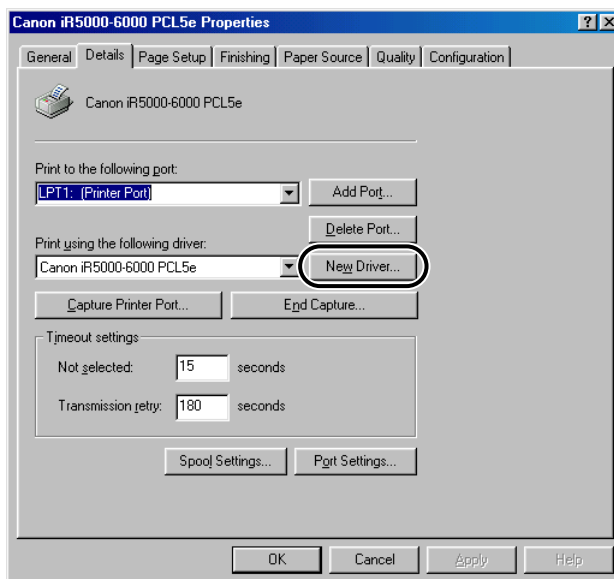 Canon iR5000-6000 PCL5e Properties
General Details Page Setup Finishing Paper Source Quality Configuration
Canon iR5000-6000 PCL5e
Print to the following port:
LPT1: (Printer Port) Add Port...
Delete Port...
Print using the following driver:
Canon iR5000-6000 PCL5e New Driver...
Capture Printer Port... End Capture...
Timeout settings
Not selected: 15 seconds
Transmission retry: 180 seconds
Spool Settings... Port Settings...
OK Cancel Apply Help